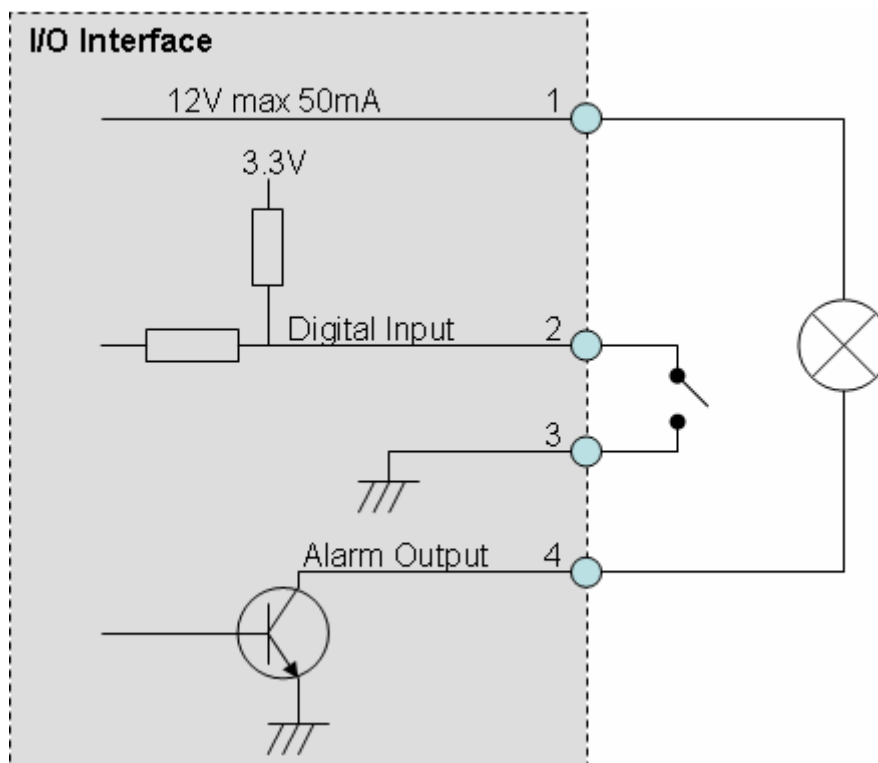 I/O Interface
12V max 50mA 1
3.3V
Digital Input 2
3
Alarm Output 4